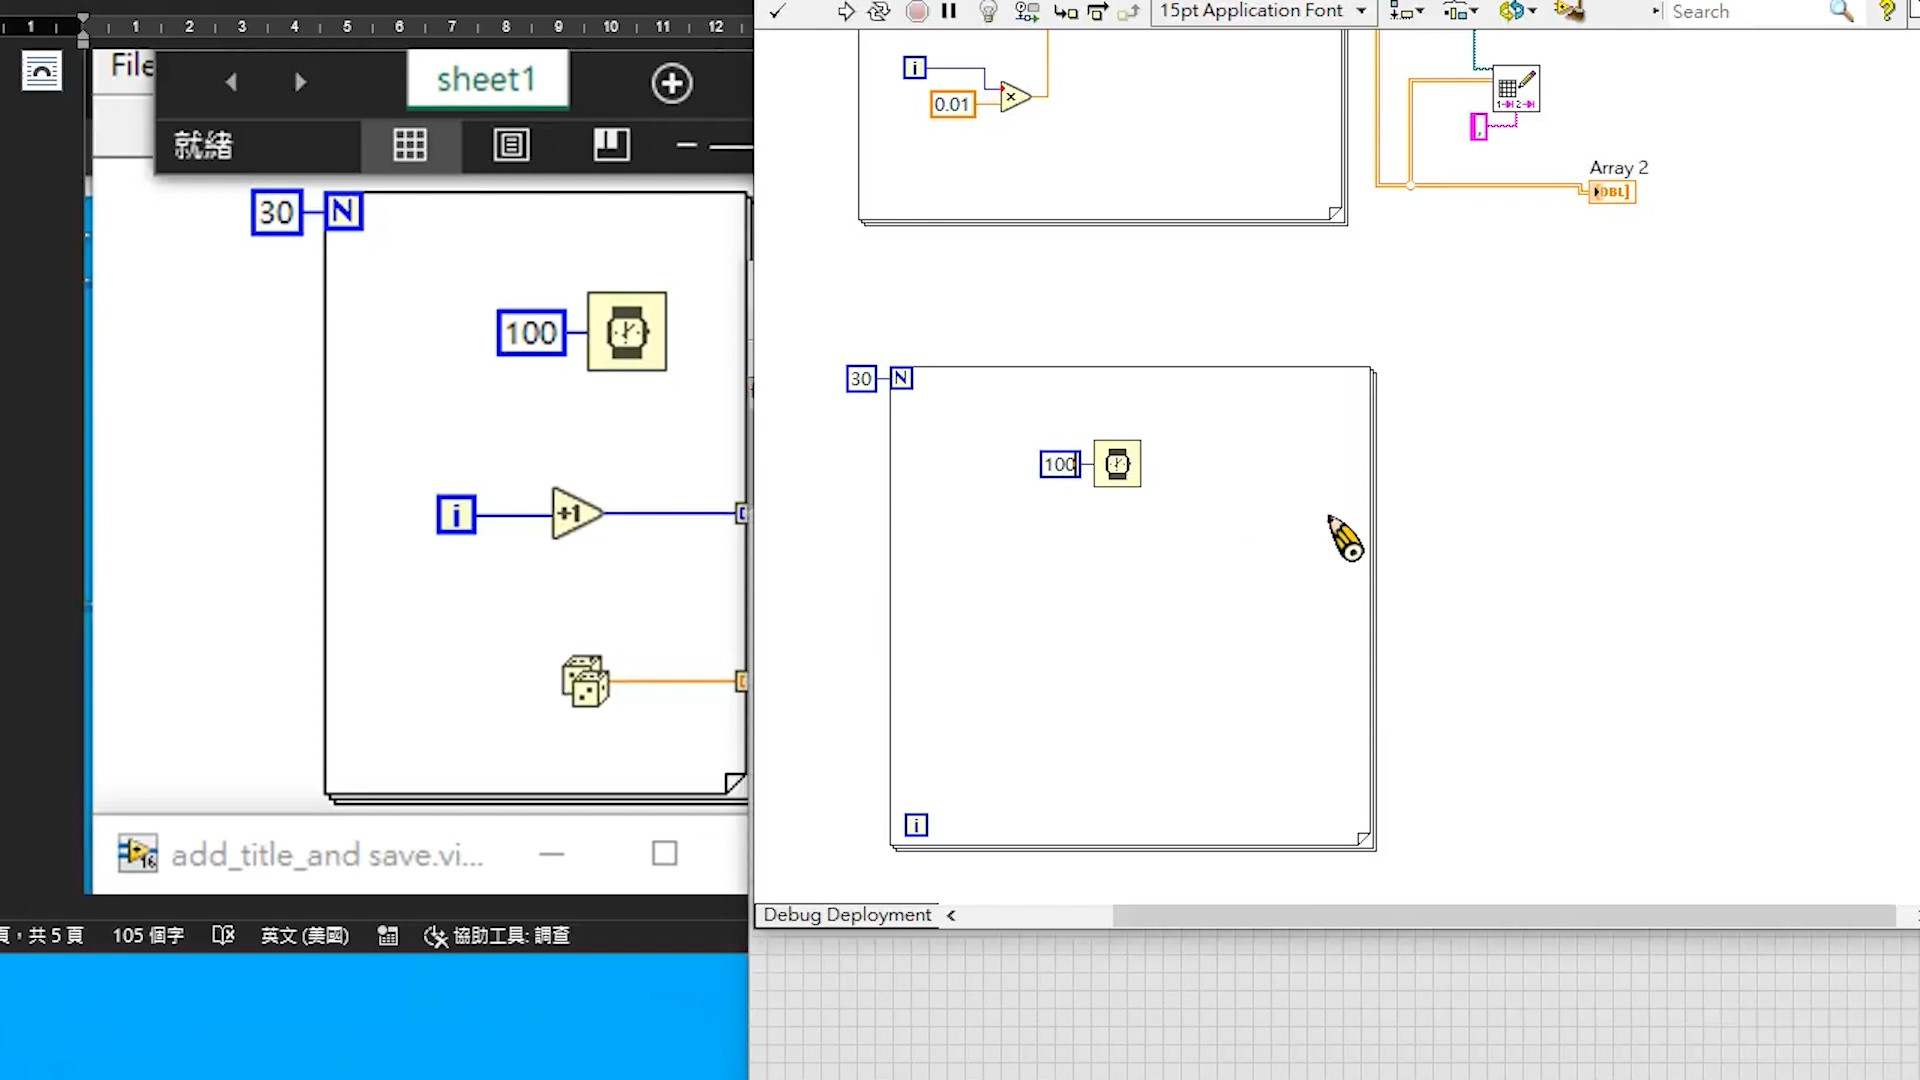 1 1 2 3 4 5 6 7 8 9 10 11 12
File
sheet1
就緒
30 N
100
i +1
add_title_and save.vi...
頁，共 5 頁 105 個字 英文 (美國) 協助工具: 調查
15pt Application Font Search
i
0.01 ×
1 2
,
Array 2
DBL]
30 N
100
i
Debug Deployment